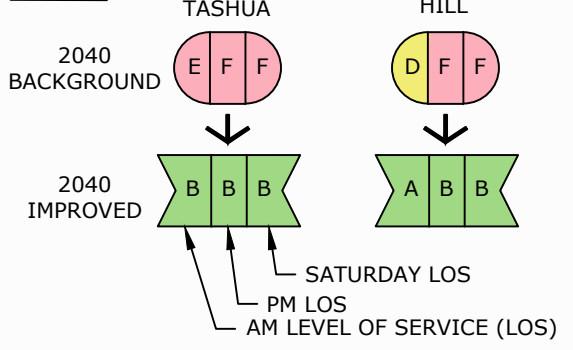 TASHUA
HILL
2040
BACKGROUND
E F F
D F F
2040
IMPROVED
B B B
A B B
SATURDAY LOS
PM LOS
AM LEVEL OF SERVICE (LOS)